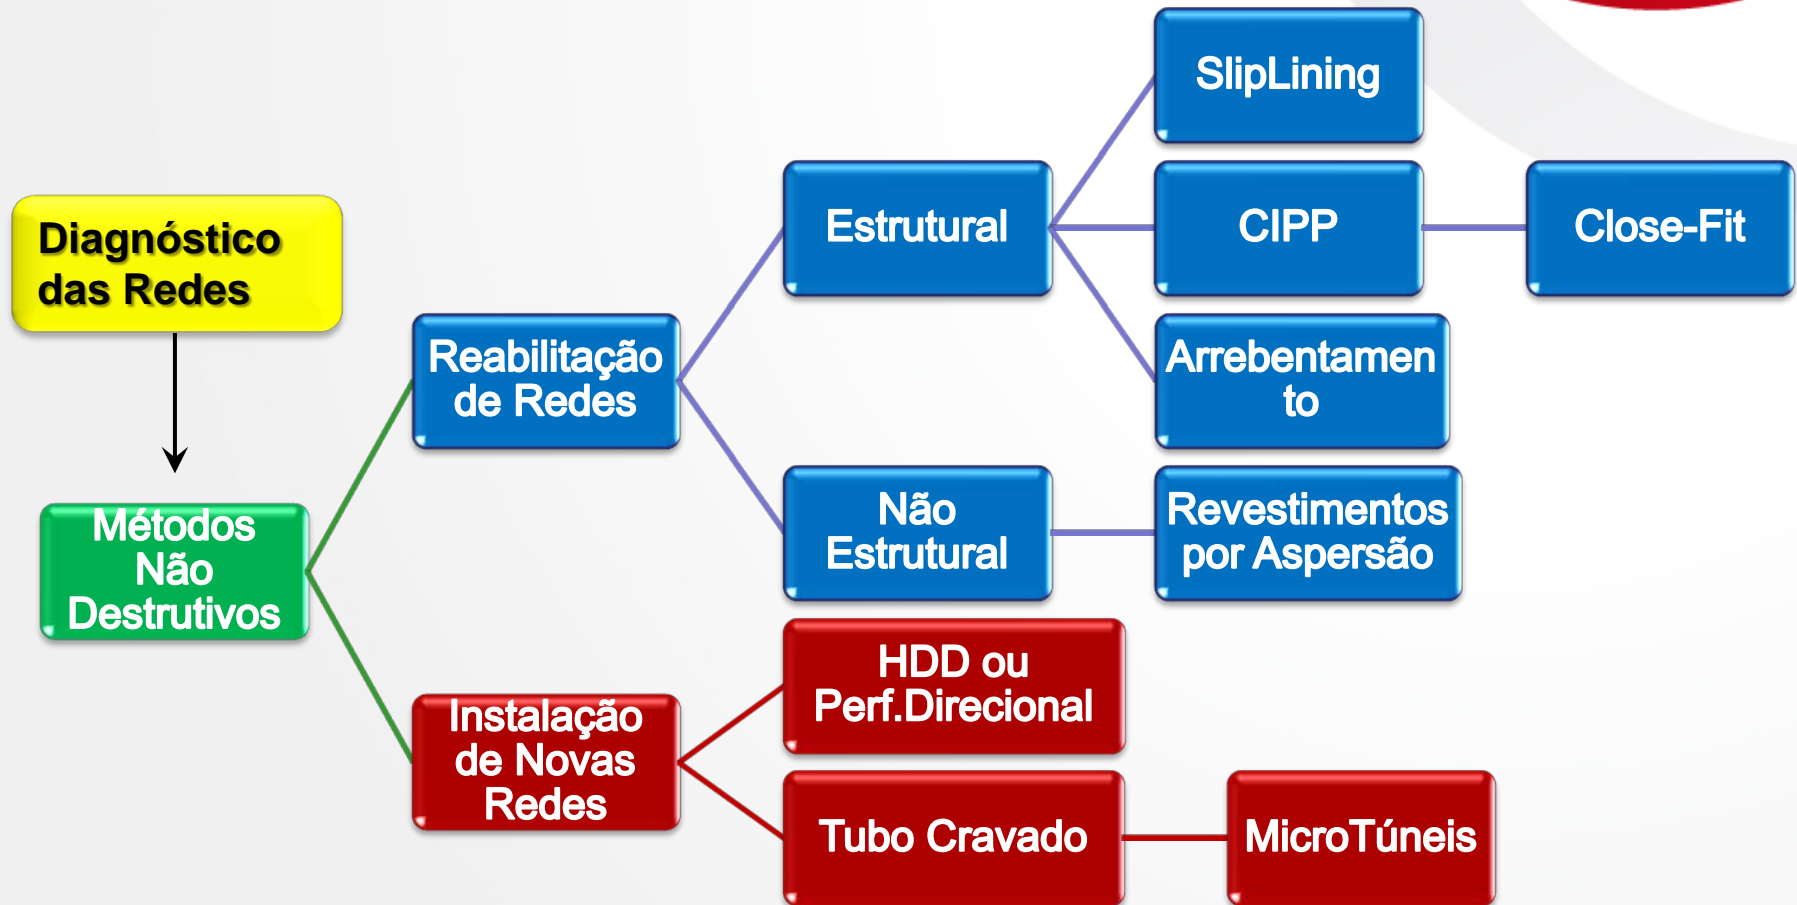 SlipLining
Diagnóstico
das Redes
Estrutural
CIPP
Close-Fit
Reabilitação
de Redes
Arrebentamen
to
Métodos
Não
Destrutivos
Não
Estrutural
Revestimentos
por Aspersão
Instalação
de Novas
Redes
HDD ou
Perf.Direcional
Tubo Cravado
MicroTúneis